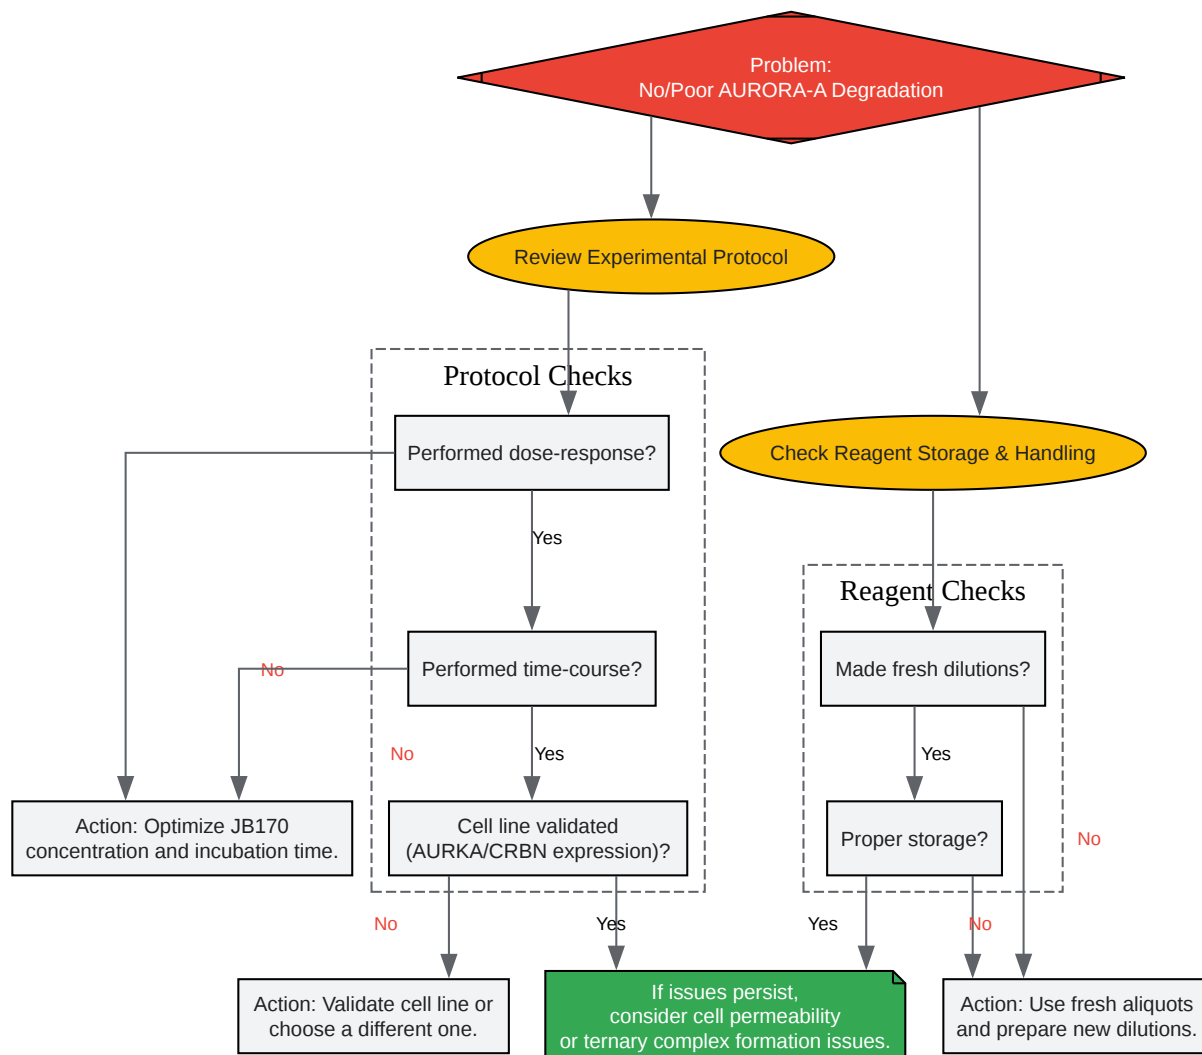 Problem:
No/Poor AURORA-A Degradation
Review Experimental Protocol
Protocol Checks
Performed dose-response?
Check Reagent Storage & Handling
Yes
Reagent Checks
No
Performed time-course?
Made fresh dilutions?
No
Yes
Yes
Action: Optimize JB170
concentration and incubation time.
Cell line validated
(AURKA/CRBN expression)?
Proper storage?
No
No
Yes
Yes
No
Action: Validate cell line or
choose a different one.
If issues persist,
consider cell permeability
or ternary complex formation issues.
Action: Use fresh aliquots
and prepare new dilutions.